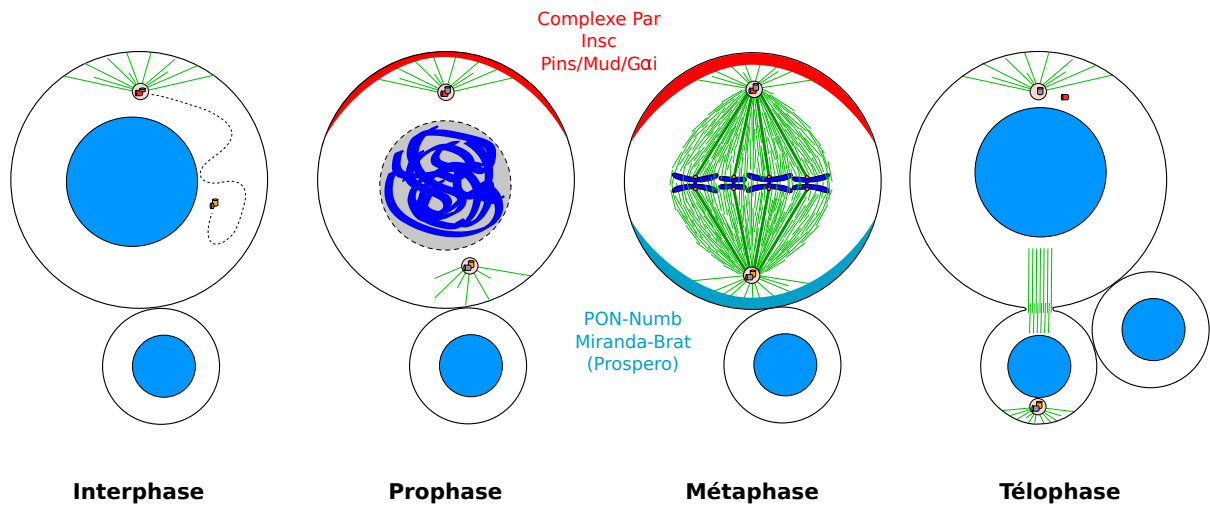 Complexe Par
Insc
Pins/Mud/Gαi
PON-Numb
Miranda-Brat
(Prospero)
Interphase
Prophase
Métaphase
Télophase